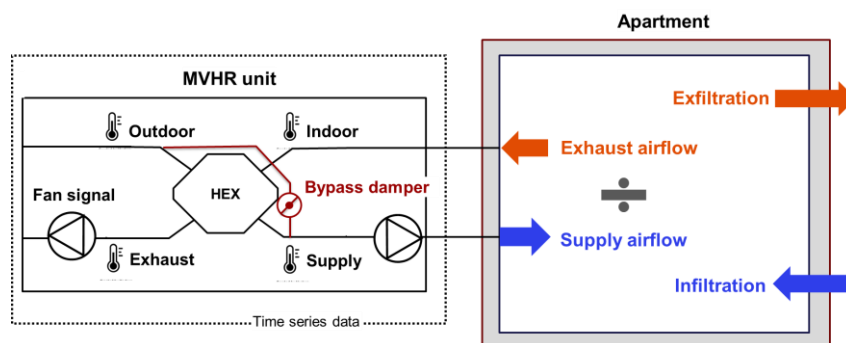 Apartment
MVHR unit
Outdoor
Indoor
Exfiltration
Exhaust airflow
Fan signal
HEX
Bypass damper
Supply airflow
Exhaust
Supply
Infiltration
Time series data